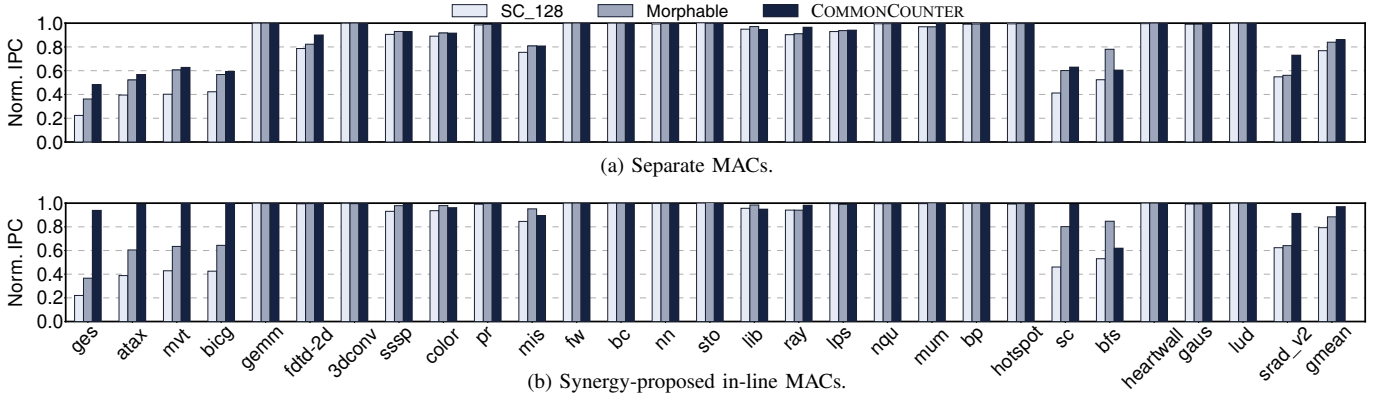 SC_128 Morphable COMMONCOUNTER
Norm. IPC
1.0
0.8
0.6
0.4
0.2
0.0
(a) Separate MACs.
Norm. IPC
1.0
0.8
0.6
0.4
0.2
0.0
ges atax mvt bicg gemm fdtd-2d 3dconv sssp color pr mis fw bc nn sto lib ray lps nqu mum bp hotspot sc bfs heartwall gaus lud srad_v2 gmean
(b) Synergy-proposed in-line MACs.